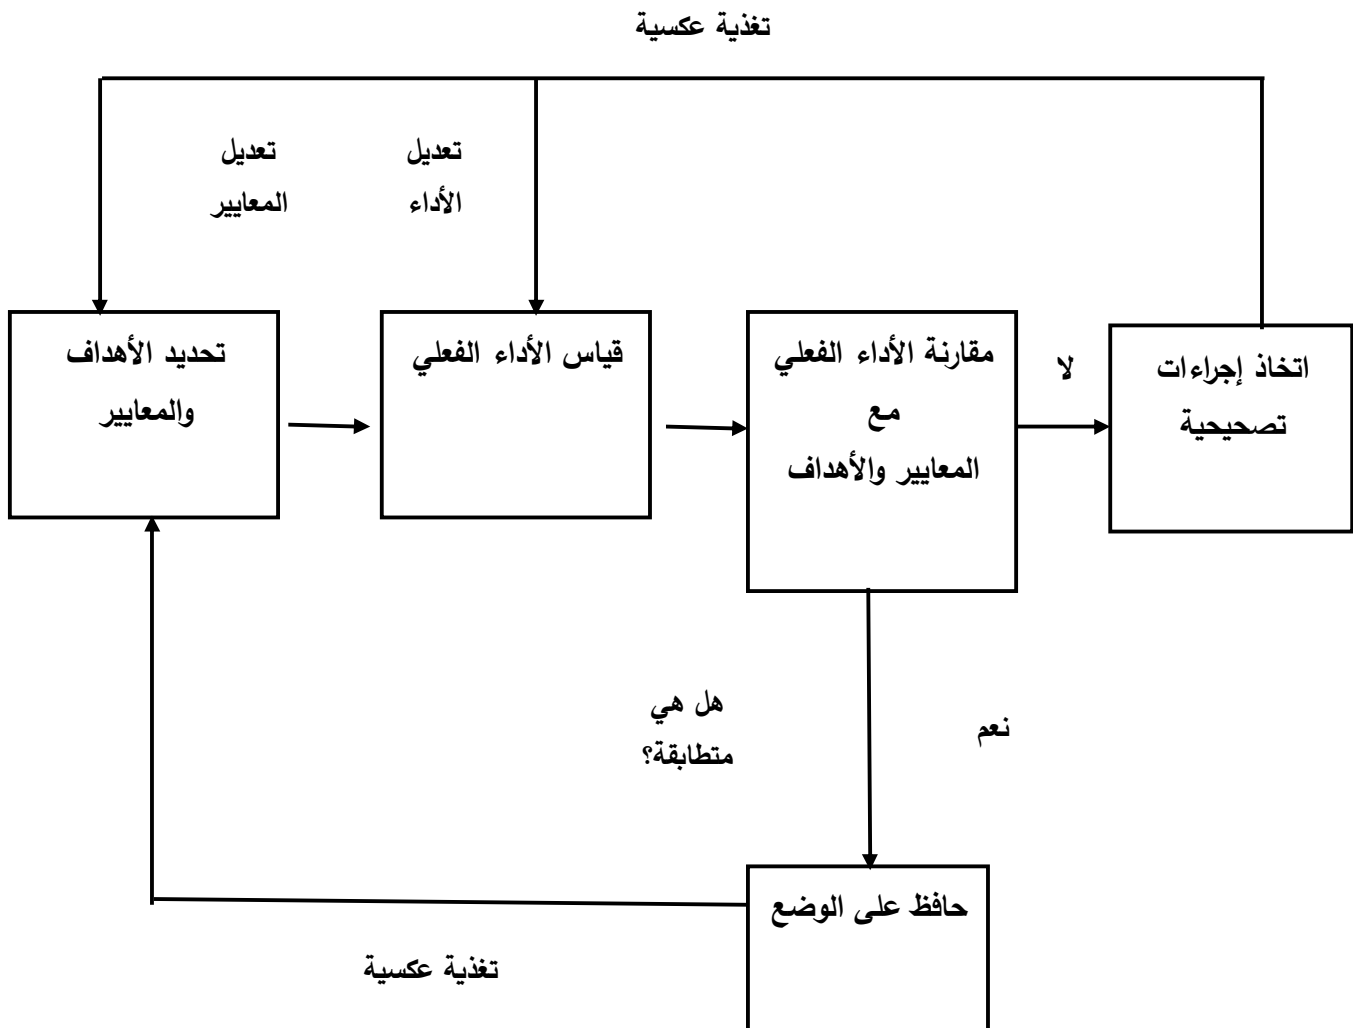 تغذية عكسية
تعديل
المعايير
تعديل
الأداء
تحديد الأهداف
والمعايير
قياس الأداء الفعلي
مقارنة الأداء الفعلي
مع
المعايير والأهداف
لا
اتخاذ إجراءات
تصحيحية
هل هي
متطابقة؟
نعم
حافظ على الوضع
تغذية عكسية